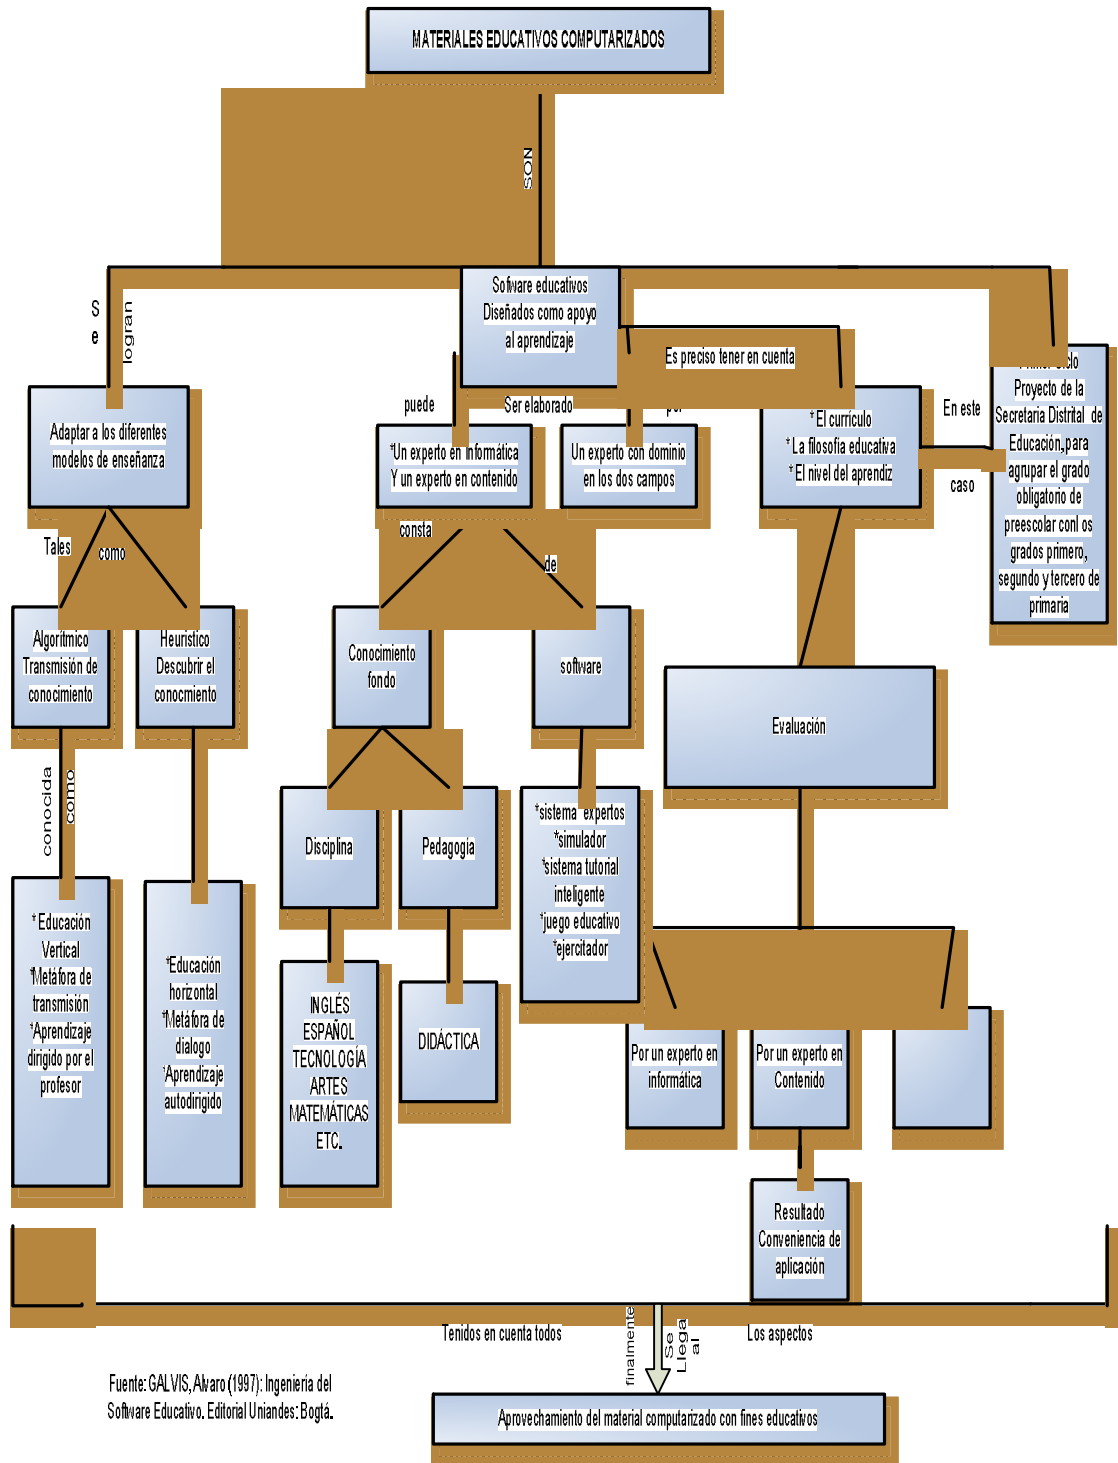 MATERIALES EDUCATIVOS COMPUTARIZADOS
SON
Software educativos
Diseñados como apoyo
al aprendizaje
S
e
logran
Es preciso tener en cuenta
puede
Ser elaborado
Adaptar a los diferentes
modelos de enseñanza
*Un experto en Informática
Y un experto en contenido
Un experto con dominio
en los dos campos
* El currículo
* La filosofía educativa
* El nivel del aprendiz
En este
caso
Proyecto de la
Secretaria Distrital de
Educación,para
agrupar el grado
obligatorio de
preescolar conl os
grados primero,
segundo y tercero de
primaria
Tales
como
consta
de
Algorítmico
Transmisión de
conocimiento
Heuristico
Descubrir el
conocmiento
Conocimiento
fondo
software
Evaluación
conocida
como
Disciplina
Pedagogía
*sistema expertos
*simulador
*sistema tutorial
inteligente
*juego educativo
*ejercitador
* Educación
Vertical
*Metáfora de
transmisión
*Aprendizaje
dirigido por el
profesor
*Educación
horizontal
*Metáfora de
dialogo
*Aprendizaje
autodirigido
INGLÉS
ESPAÑOL
TECNOLOGÍA
ARTES
MATEMÁTICAS
ETC.
DIDÁCTICA
Por un experto en
informática
Por un experto en
Contenido
Resultado
Conveniencia de
aplicación
Tenidos en cuenta todos
Los aspectos
finalmente
Se
Llega
al
Aprovechamiento del material computarizado con fines educativos
Fuente: GALVIS, Alvaro (1997): Ingeniería del
Software Educativo. Editorial Uniandes: Bogtá.